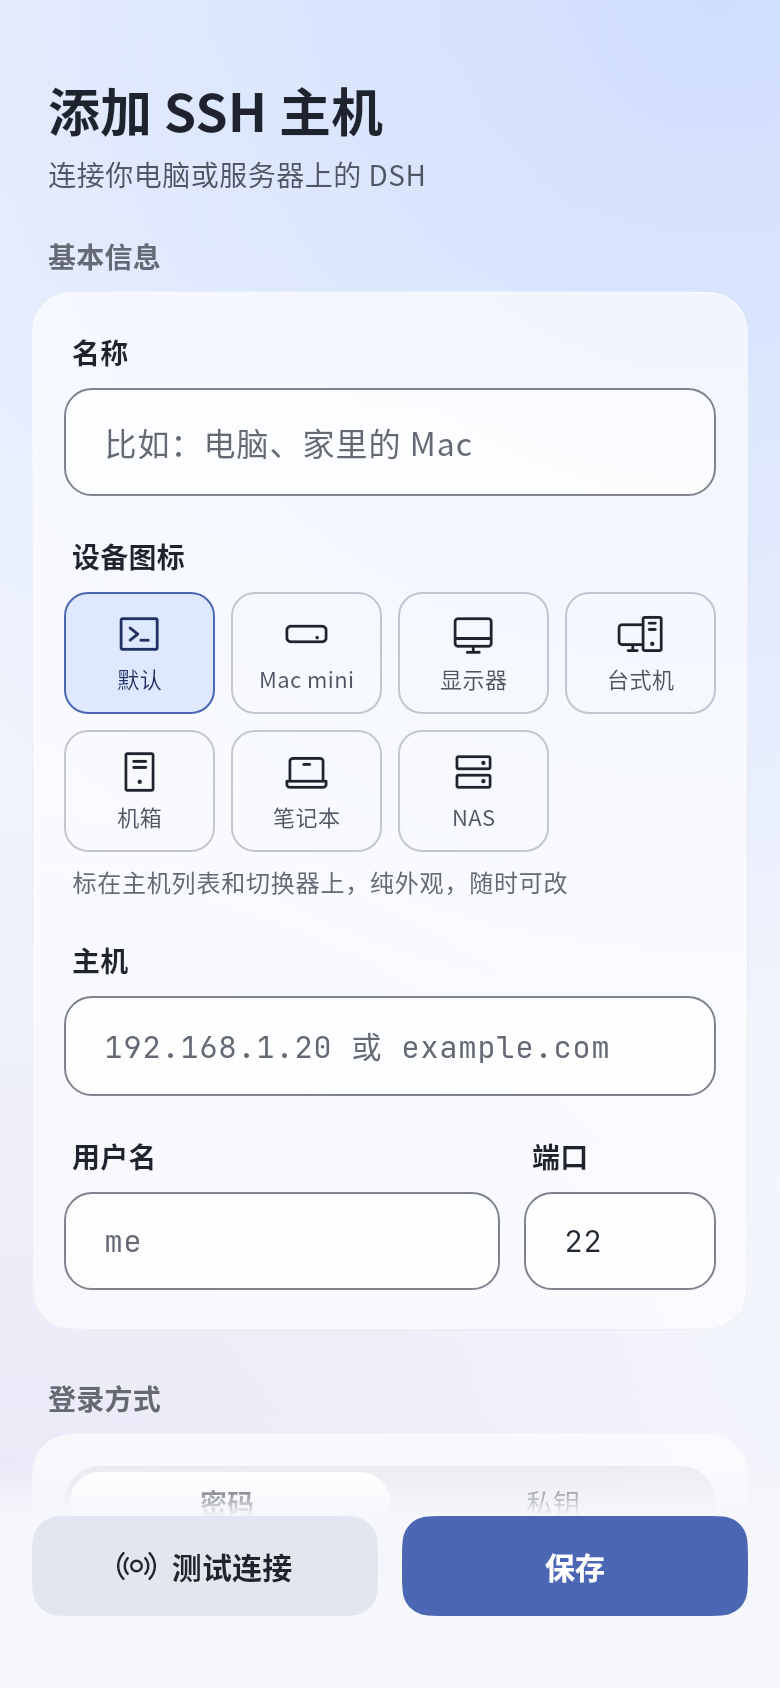 添加 SSH 主机
连接你电脑或服务器上的 DSH
基本信息
名称
比如：电脑、家里的 Mac
设备图标
默认 Mac mini 显示器 台式机
机箱 笔记本 NAS
标在主机列表和切换器上，纯外观，随时可改
主机
192.168.1.20 或 example.com
用户名 端口
me 22
登录方式
密码 私钥
测试连接 保存